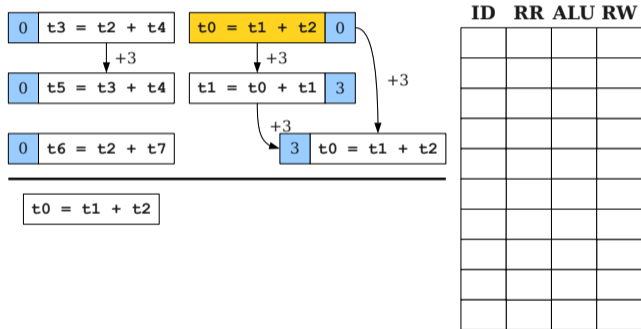 ID RR ALU RW
0 t3 = t2 + t4 t0 = t1 + t2 0
+3 +3 +3
0 t5 = t3 + t4 t1 = t0 + t1 3
+3
0 t6 = t2 + t7 3 t0 = t1 + t2
t0 = t1 + t2